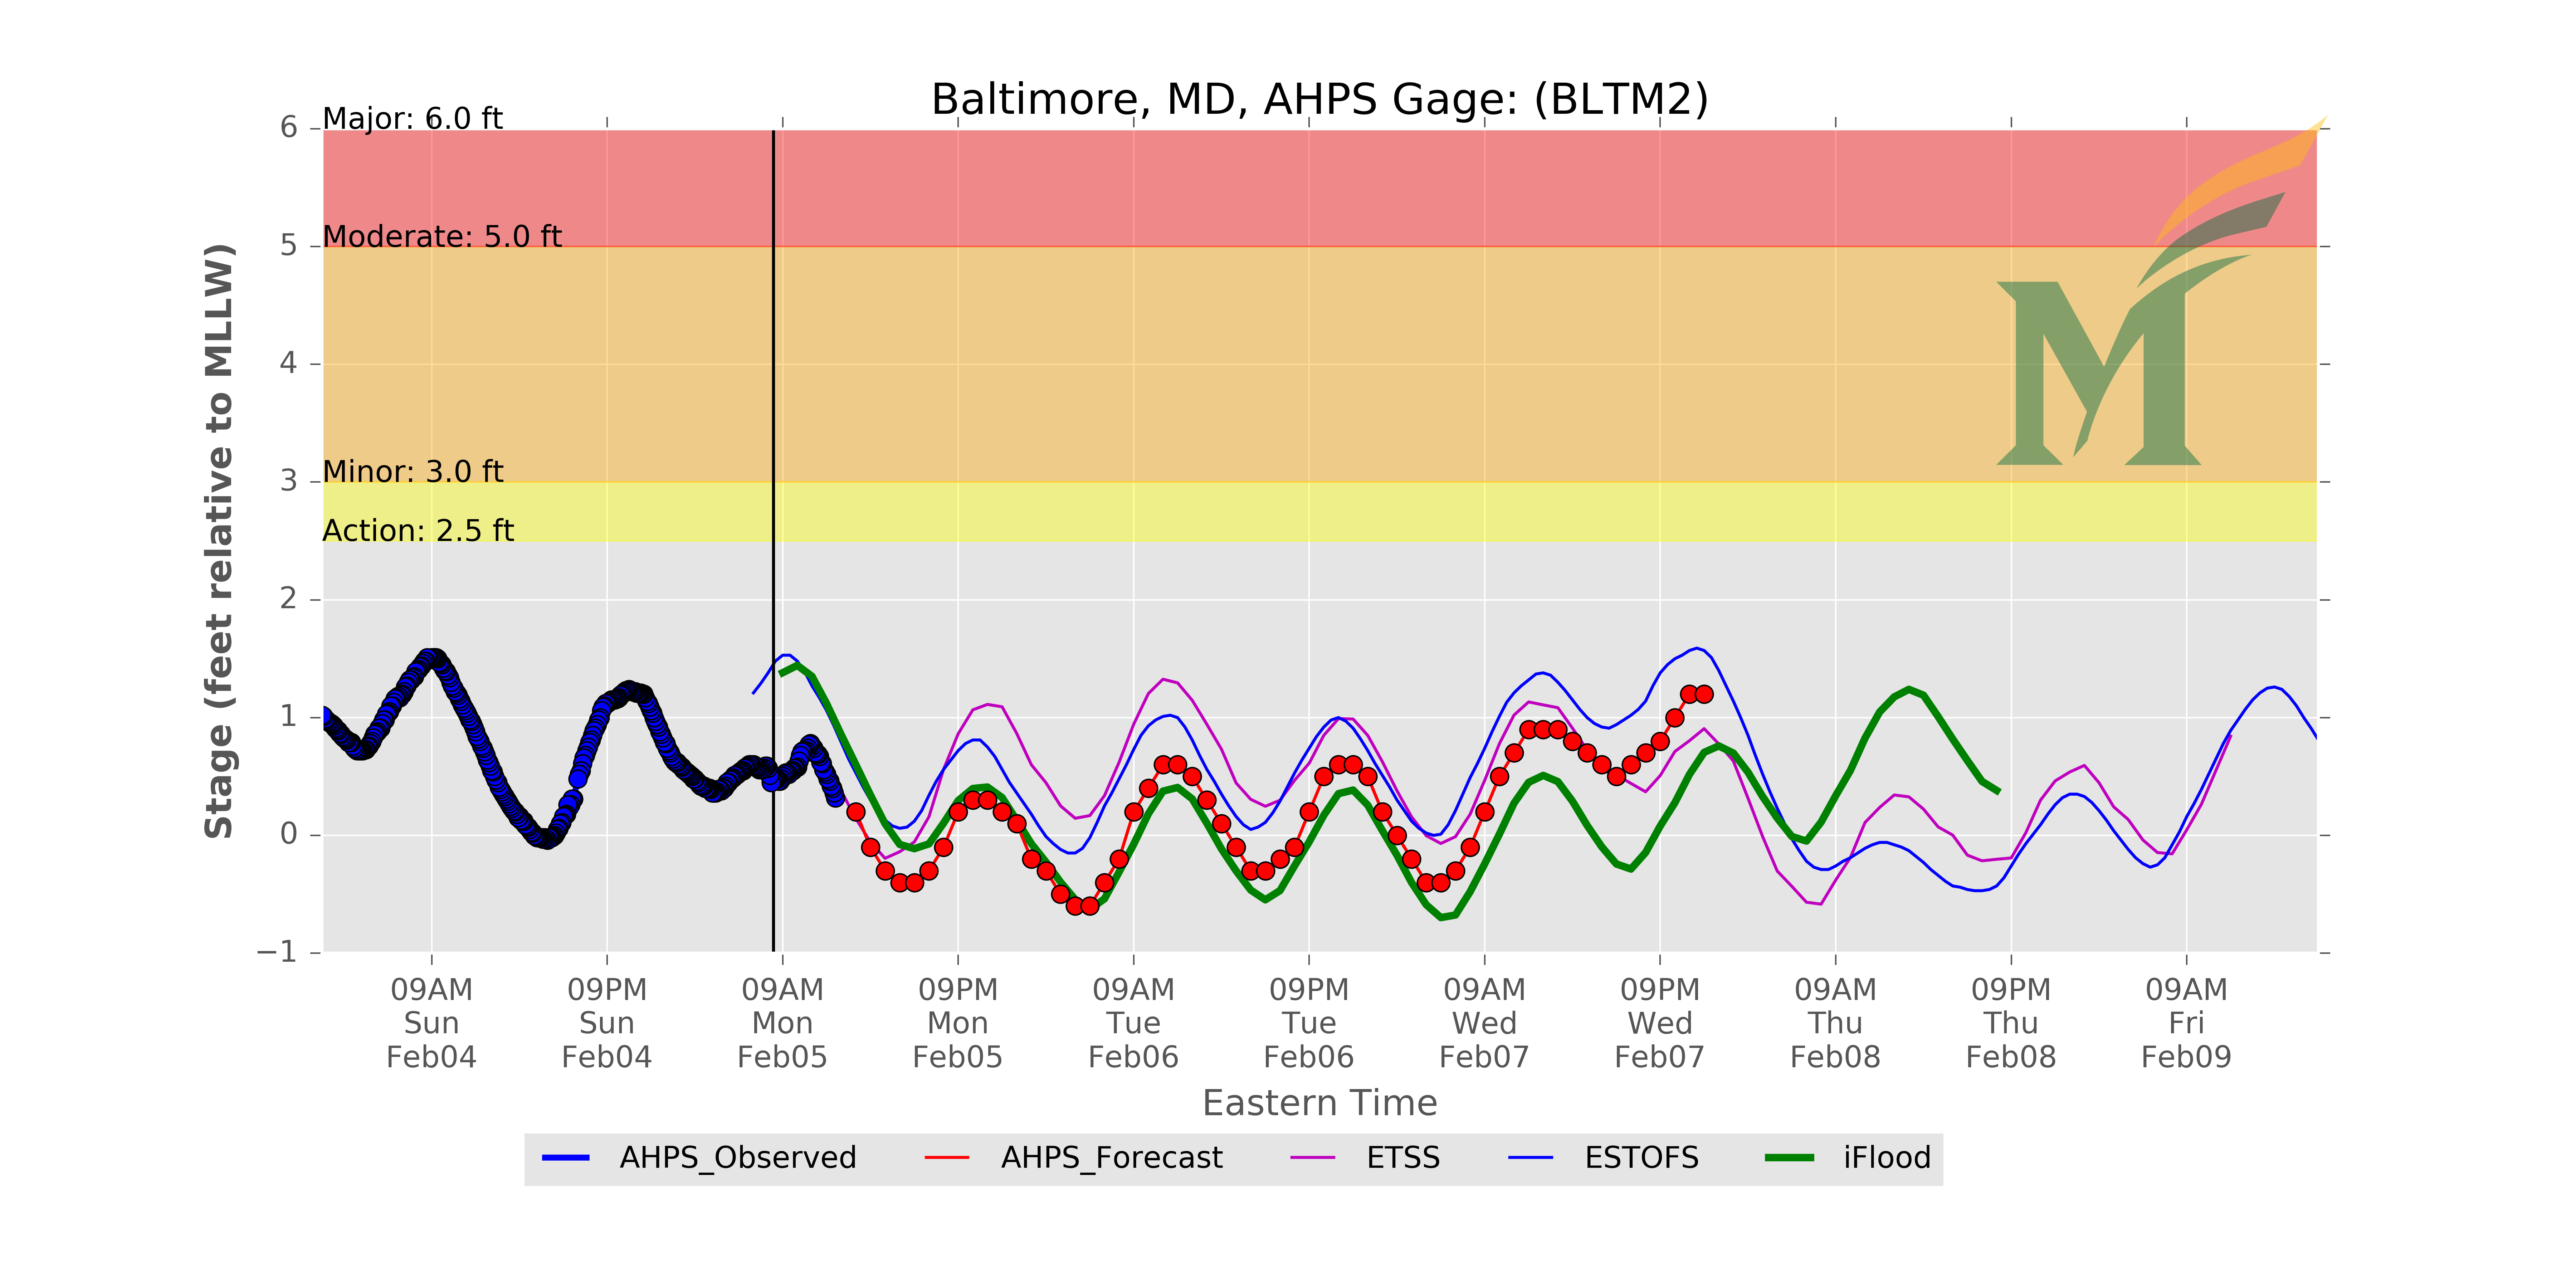 Baltimore, MD, AHPS Gage: (BLTM2)
Major: 6.0 ft
Moderate: 5.0 ft
Minor: 3.0 ft
Action: 2.5 ft
Stage (feet relative to MLLW)
6
5
4
3
2
1
0
−1
09AM Sun Feb04
09PM Sun Feb04
09AM Mon Feb05
09PM Mon Feb05
09AM Tue Feb06
09PM Tue Feb06
09AM Wed Feb07
09PM Wed Feb07
09AM Thu Feb08
09PM Thu Feb08
09AM Fri Feb09
Eastern Time
AHPS_Observed
AHPS_Forecast
ETSS
ESTOFS
iFlood
M